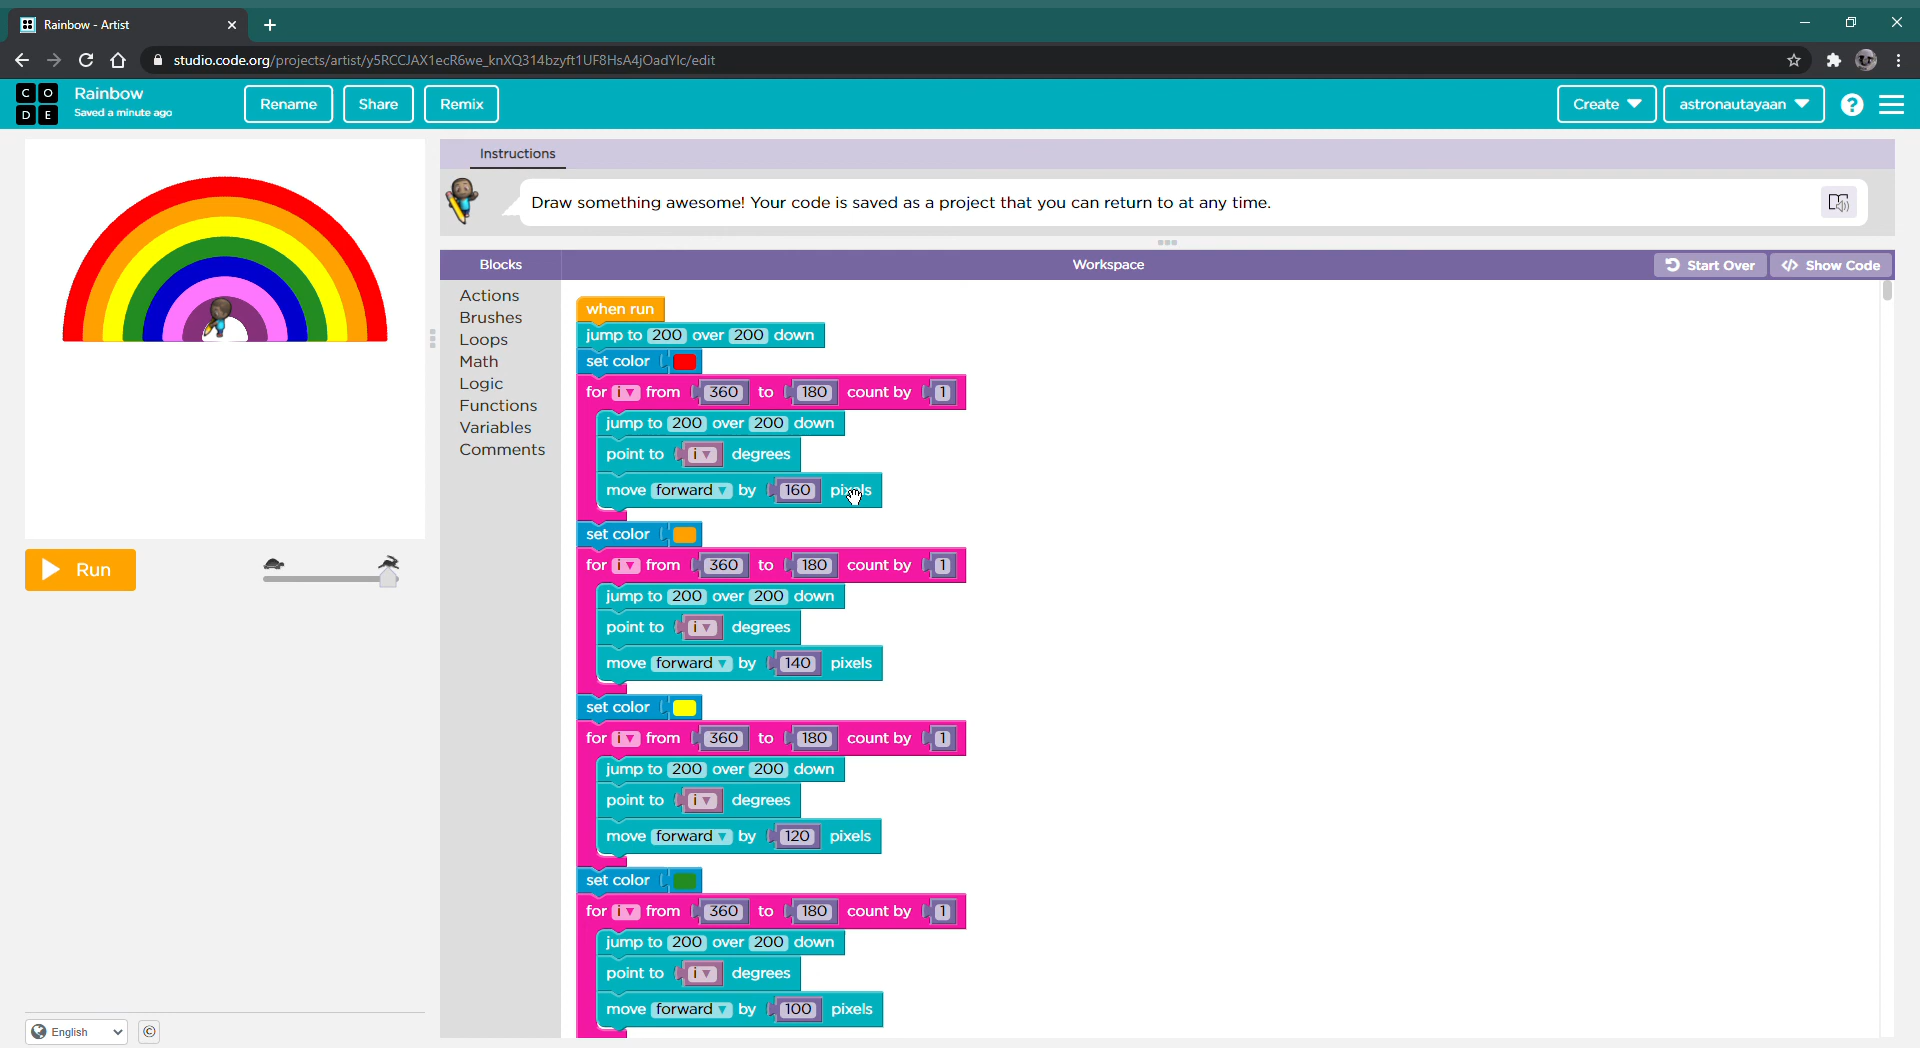 Rainbow - Artist
studio.code.org/projects/artist/y5RCCJAX1ecR6we_knXQ314bzyft1UF8HsA4jOadYlc/edit
C O D E
Rainbow
Saved a minute ago
Rename
Share
Remix
Create
astronautayaan
?
Instructions
Draw something awesome! Your code is saved as a project that you can return to at any time.
Blocks
Workspace
Start Over
</> Show Code
Actions
Brushes
Loops
Math
Logic
Functions
Variables
Comments
when run
jump to 200 over 200 down
set color
for i from 360 to 180 count by 1
jump to 200 over 200 down
point to i degrees
move forward by 160 pixels
set color
for i from 360 to 180 count by 1
jump to 200 over 200 down
point to i degrees
move forward by 140 pixels
set color
for i from 360 to 180 count by 1
jump to 200 over 200 down
point to i degrees
move forward by 120 pixels
set color
for i from 360 to 180 count by 1
jump to 200 over 200 down
point to i degrees
move forward by 100 pixels
Run
English
©